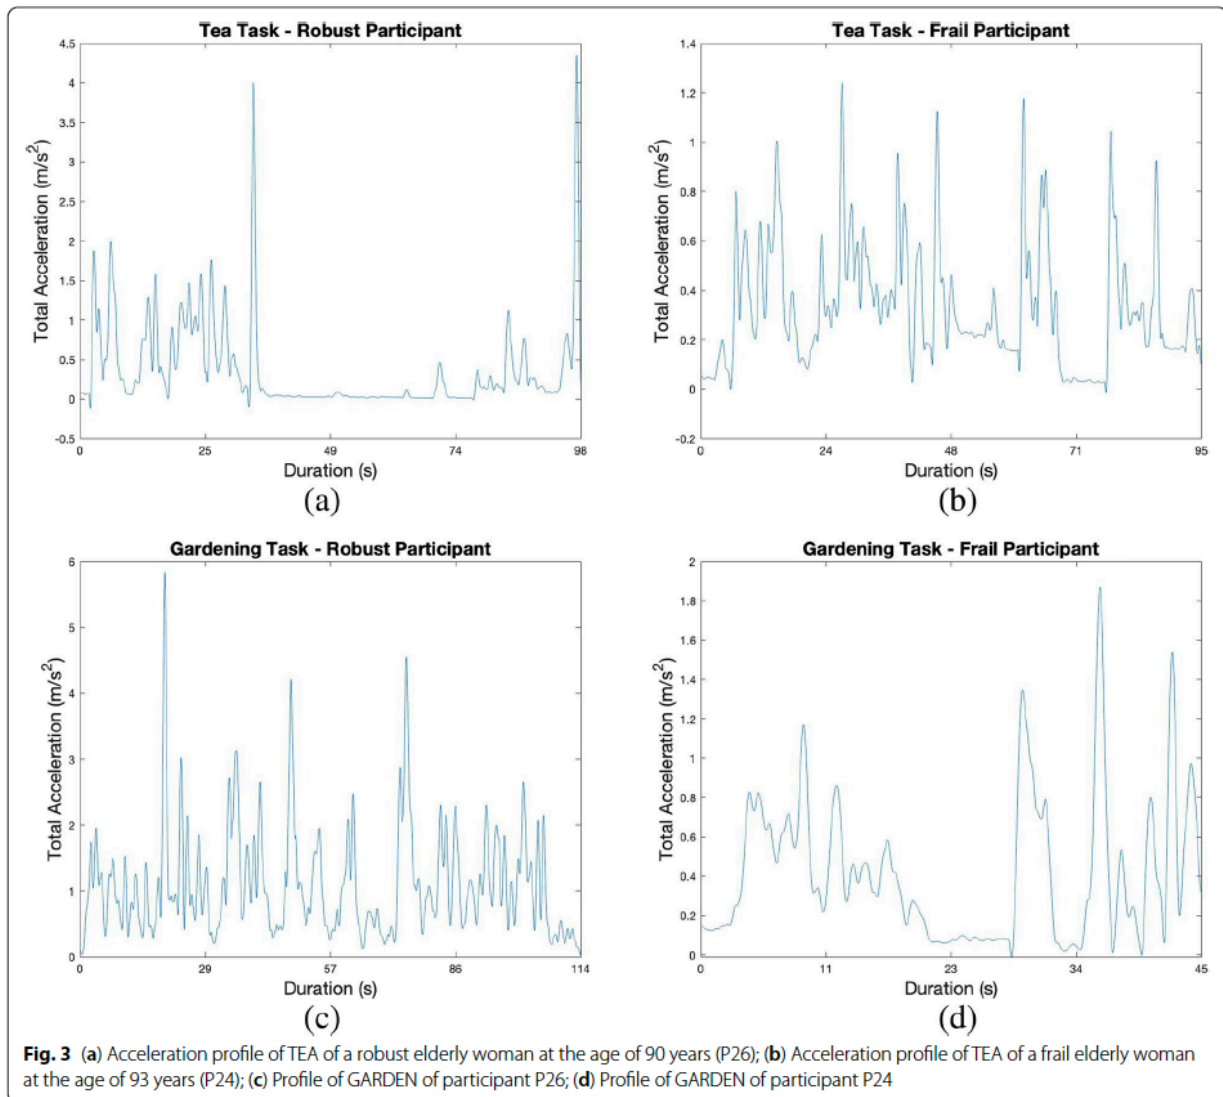 Tea Task - Robust Participant
4.5
4
3.5
3
2.5
2
1.5
1
0.5
0
-0.5
Total Acceleration (m/s²)
0 25 49 74 98
Duration (s)
(a)
Tea Task - Frail Participant
1.4
1.2
1
0.8
0.6
0.4
0.2
0
-0.2
Total Acceleration (m/s²)
0 24 48 71 95
Duration (s)
(b)
Gardening Task - Robust Participant
6
5
4
3
2
1
0
Total Acceleration (m/s²)
0 29 57 86 114
Duration (s)
(c)
Gardening Task - Frail Participant
2
1.8
1.6
1.4
1.2
1
0.8
0.6
0.4
0.2
0
Total Acceleration (m/s²)
0 11 23 34 45
Duration (s)
(d)
Fig. 3 (a) Acceleration profile of TEA of a robust elderly woman at the age of 90 years (P26); (b) Acceleration profile of TEA of a frail elderly woman
at the age of 93 years (P24); (c) Profile of GARDEN of participant P26; (d) Profile of GARDEN of participant P24